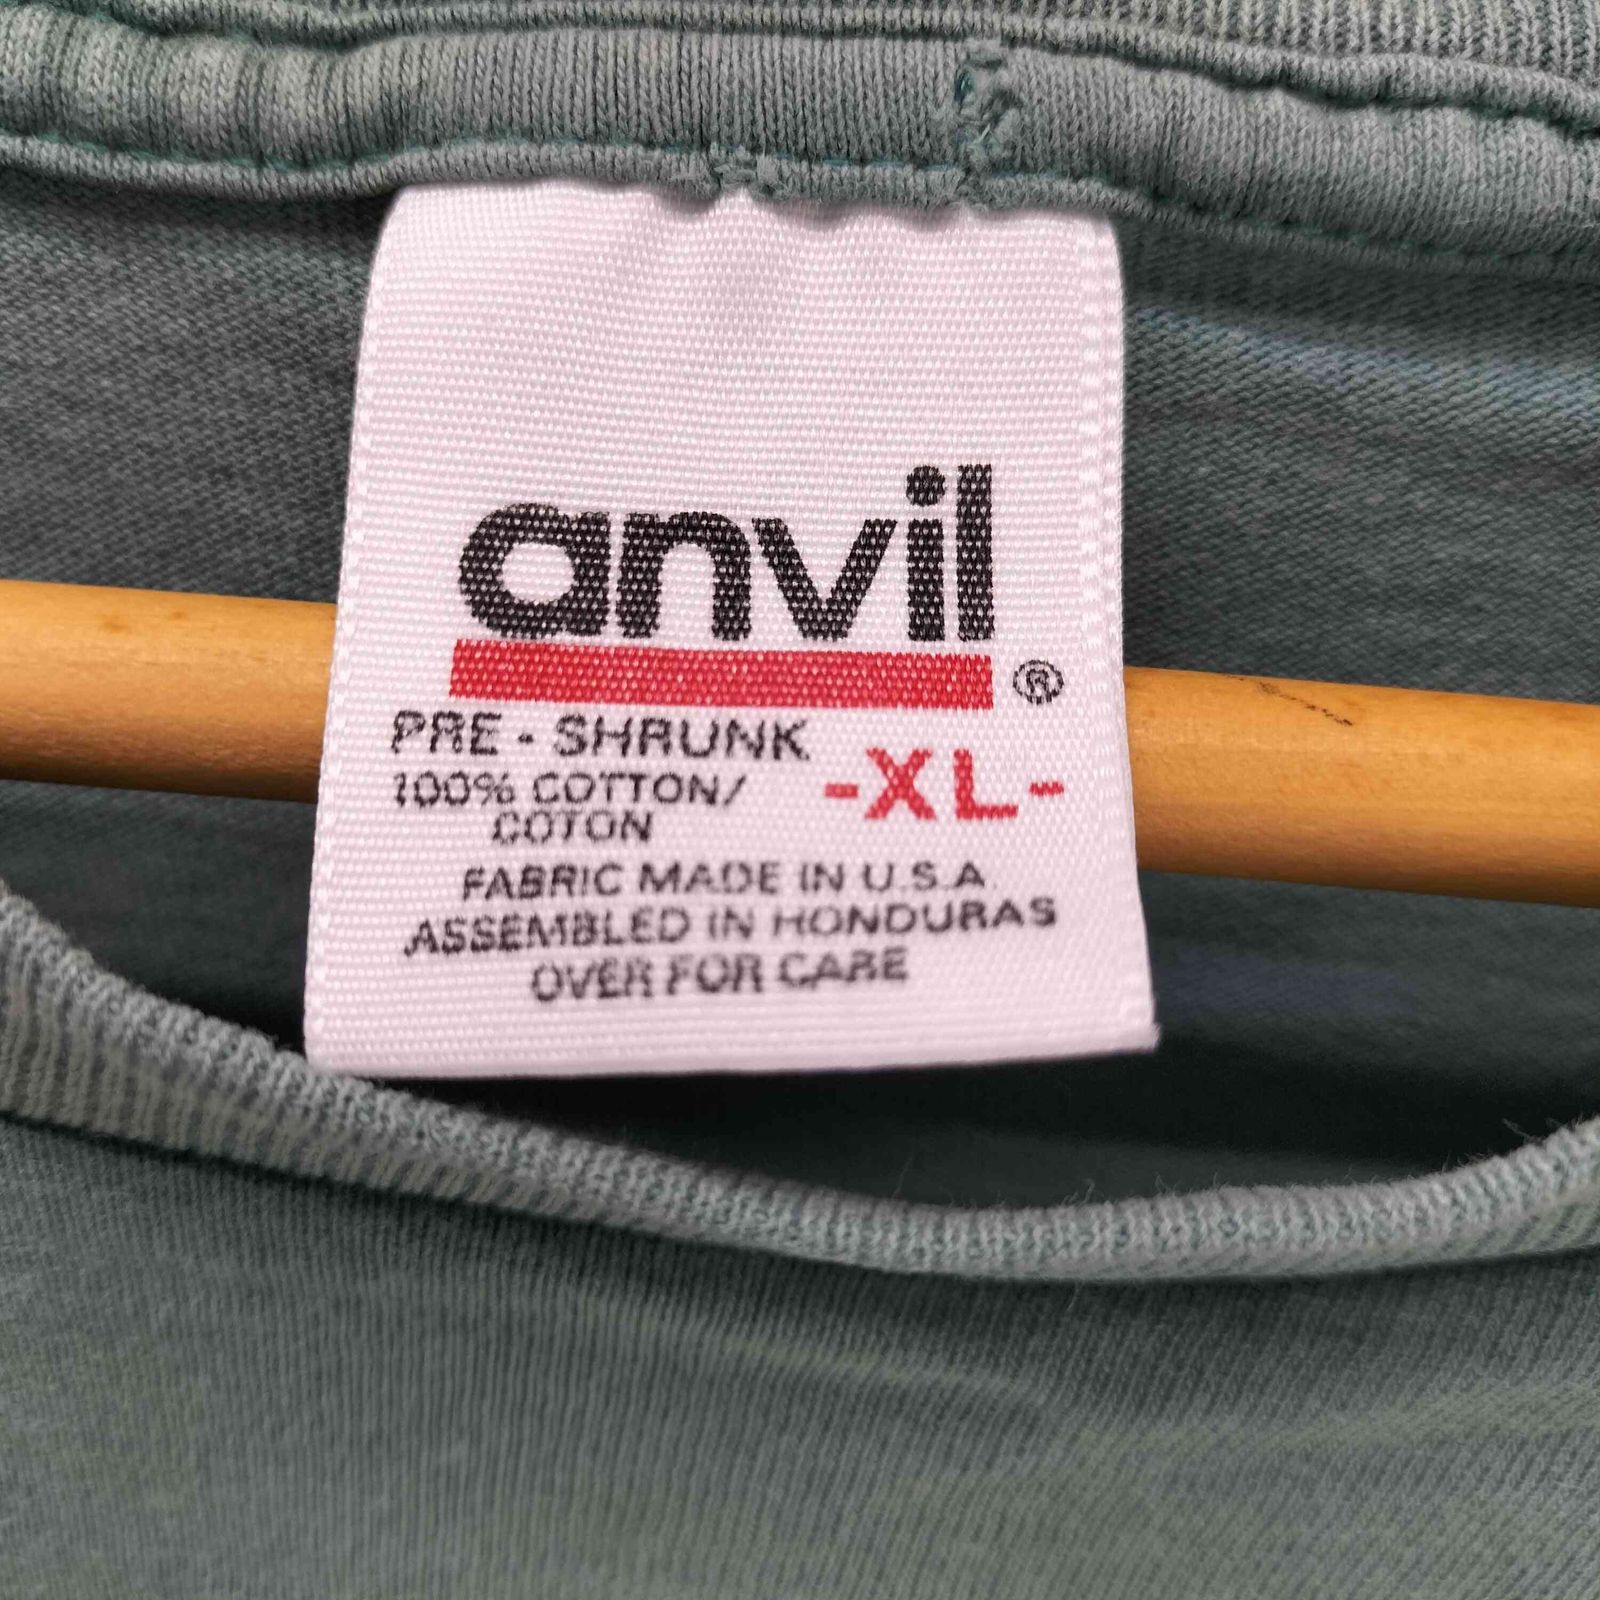 anvil
®
PRE - SHRUNK
100% COTTON/
COTON
-XL-
FABRIC MADE IN U.S.A.
ASSEMBLED IN HONDURAS
OVER FOR CARE